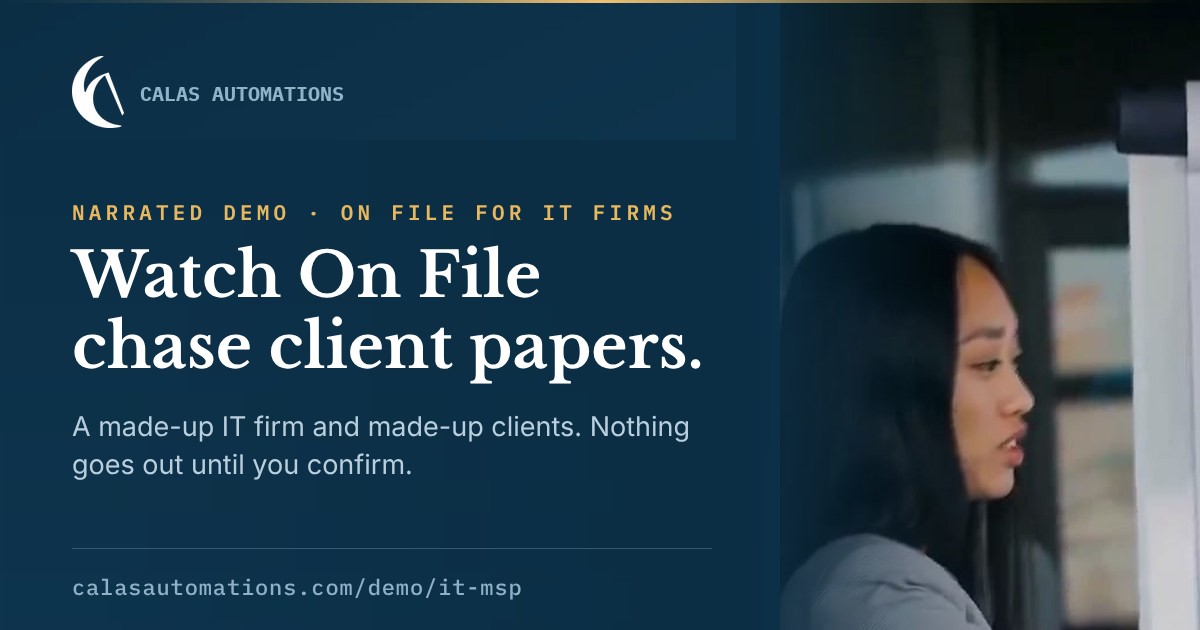 CALAS AUTOMATIONS
NARRATED DEMO · ON FILE FOR IT FIRMS
Watch On File
chase client papers.
A made-up IT firm and made-up clients. Nothing
goes out until you confirm.
calasautomations.com/demo/it-msp